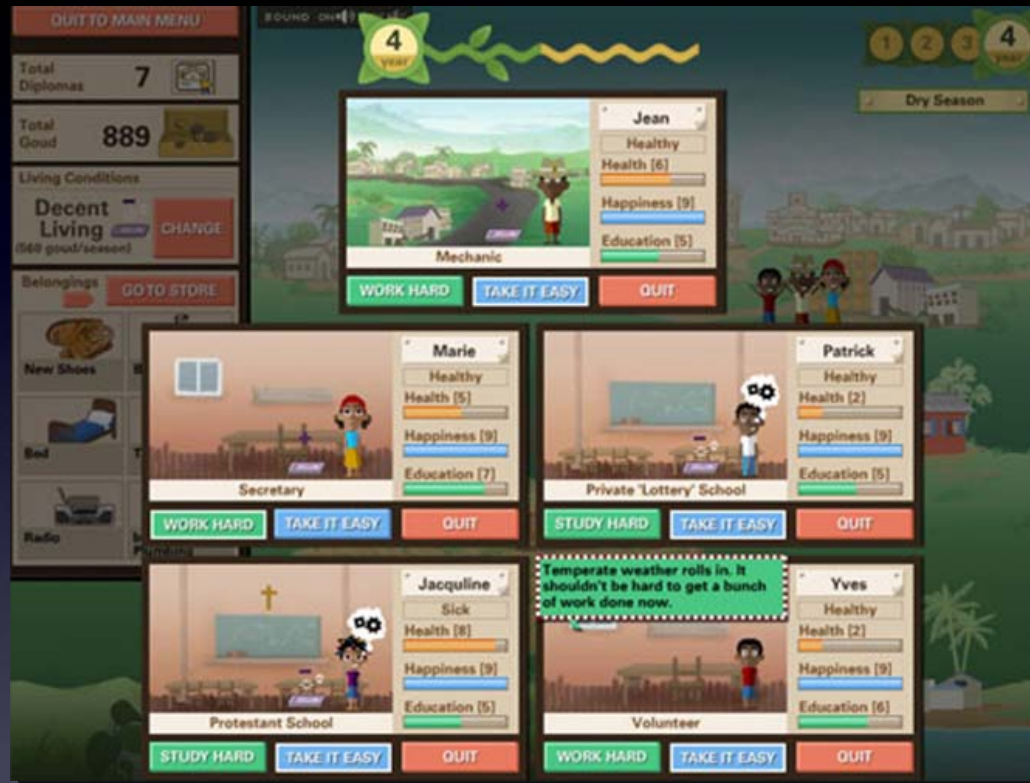 QUIT TO MAIN MENU
SOUND ON
4
year
1 2 3 4
year
Dry Season
Total
Diplomas
7
Total
Goud
889
Living Conditions
Decent
Living
(560 goud/season)
CHANGE
Belongings
GO TO STORE
New Shoes
Bed
Radio
Plumbing
Jean
Healthy
Health [6]
Happiness [9]
Education [5]
Mechanic
WORK HARD
TAKE IT EASY
QUIT
Marie
Healthy
Health [5]
Happiness [9]
Education [7]
Secretary
WORK HARD
TAKE IT EASY
QUIT
Patrick
Healthy
Health [2]
Happiness [9]
Education [5]
Private 'Lottery' School
STUDY HARD
TAKE IT EASY
QUIT
Jacquline
Sick
Health [8]
Happiness [9]
Education [5]
Protestant School
STUDY HARD
TAKE IT EASY
QUIT
Temperate weather rolls in. It
shouldn't be hard to get a bunch
of work done now.
Yves
Healthy
Health [2]
Happiness [9]
Education [6]
Volunteer
WORK HARD
TAKE IT EASY
QUIT